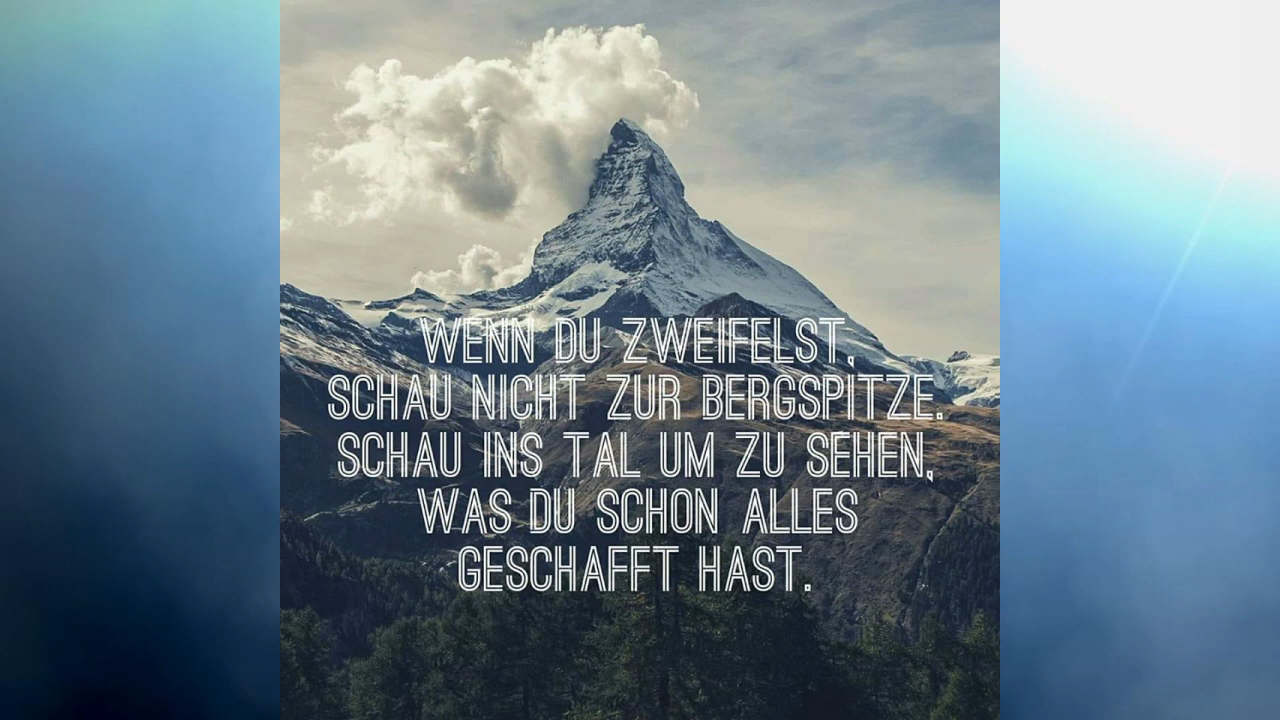 WENN DU ZWEIFELST,
SCHAU NICHT ZUR BERGSPITZE.
SCHAU INS TAL UM ZU SEHEN,
WAS DU SCHON ALLES
GESCHAFFT HAST.